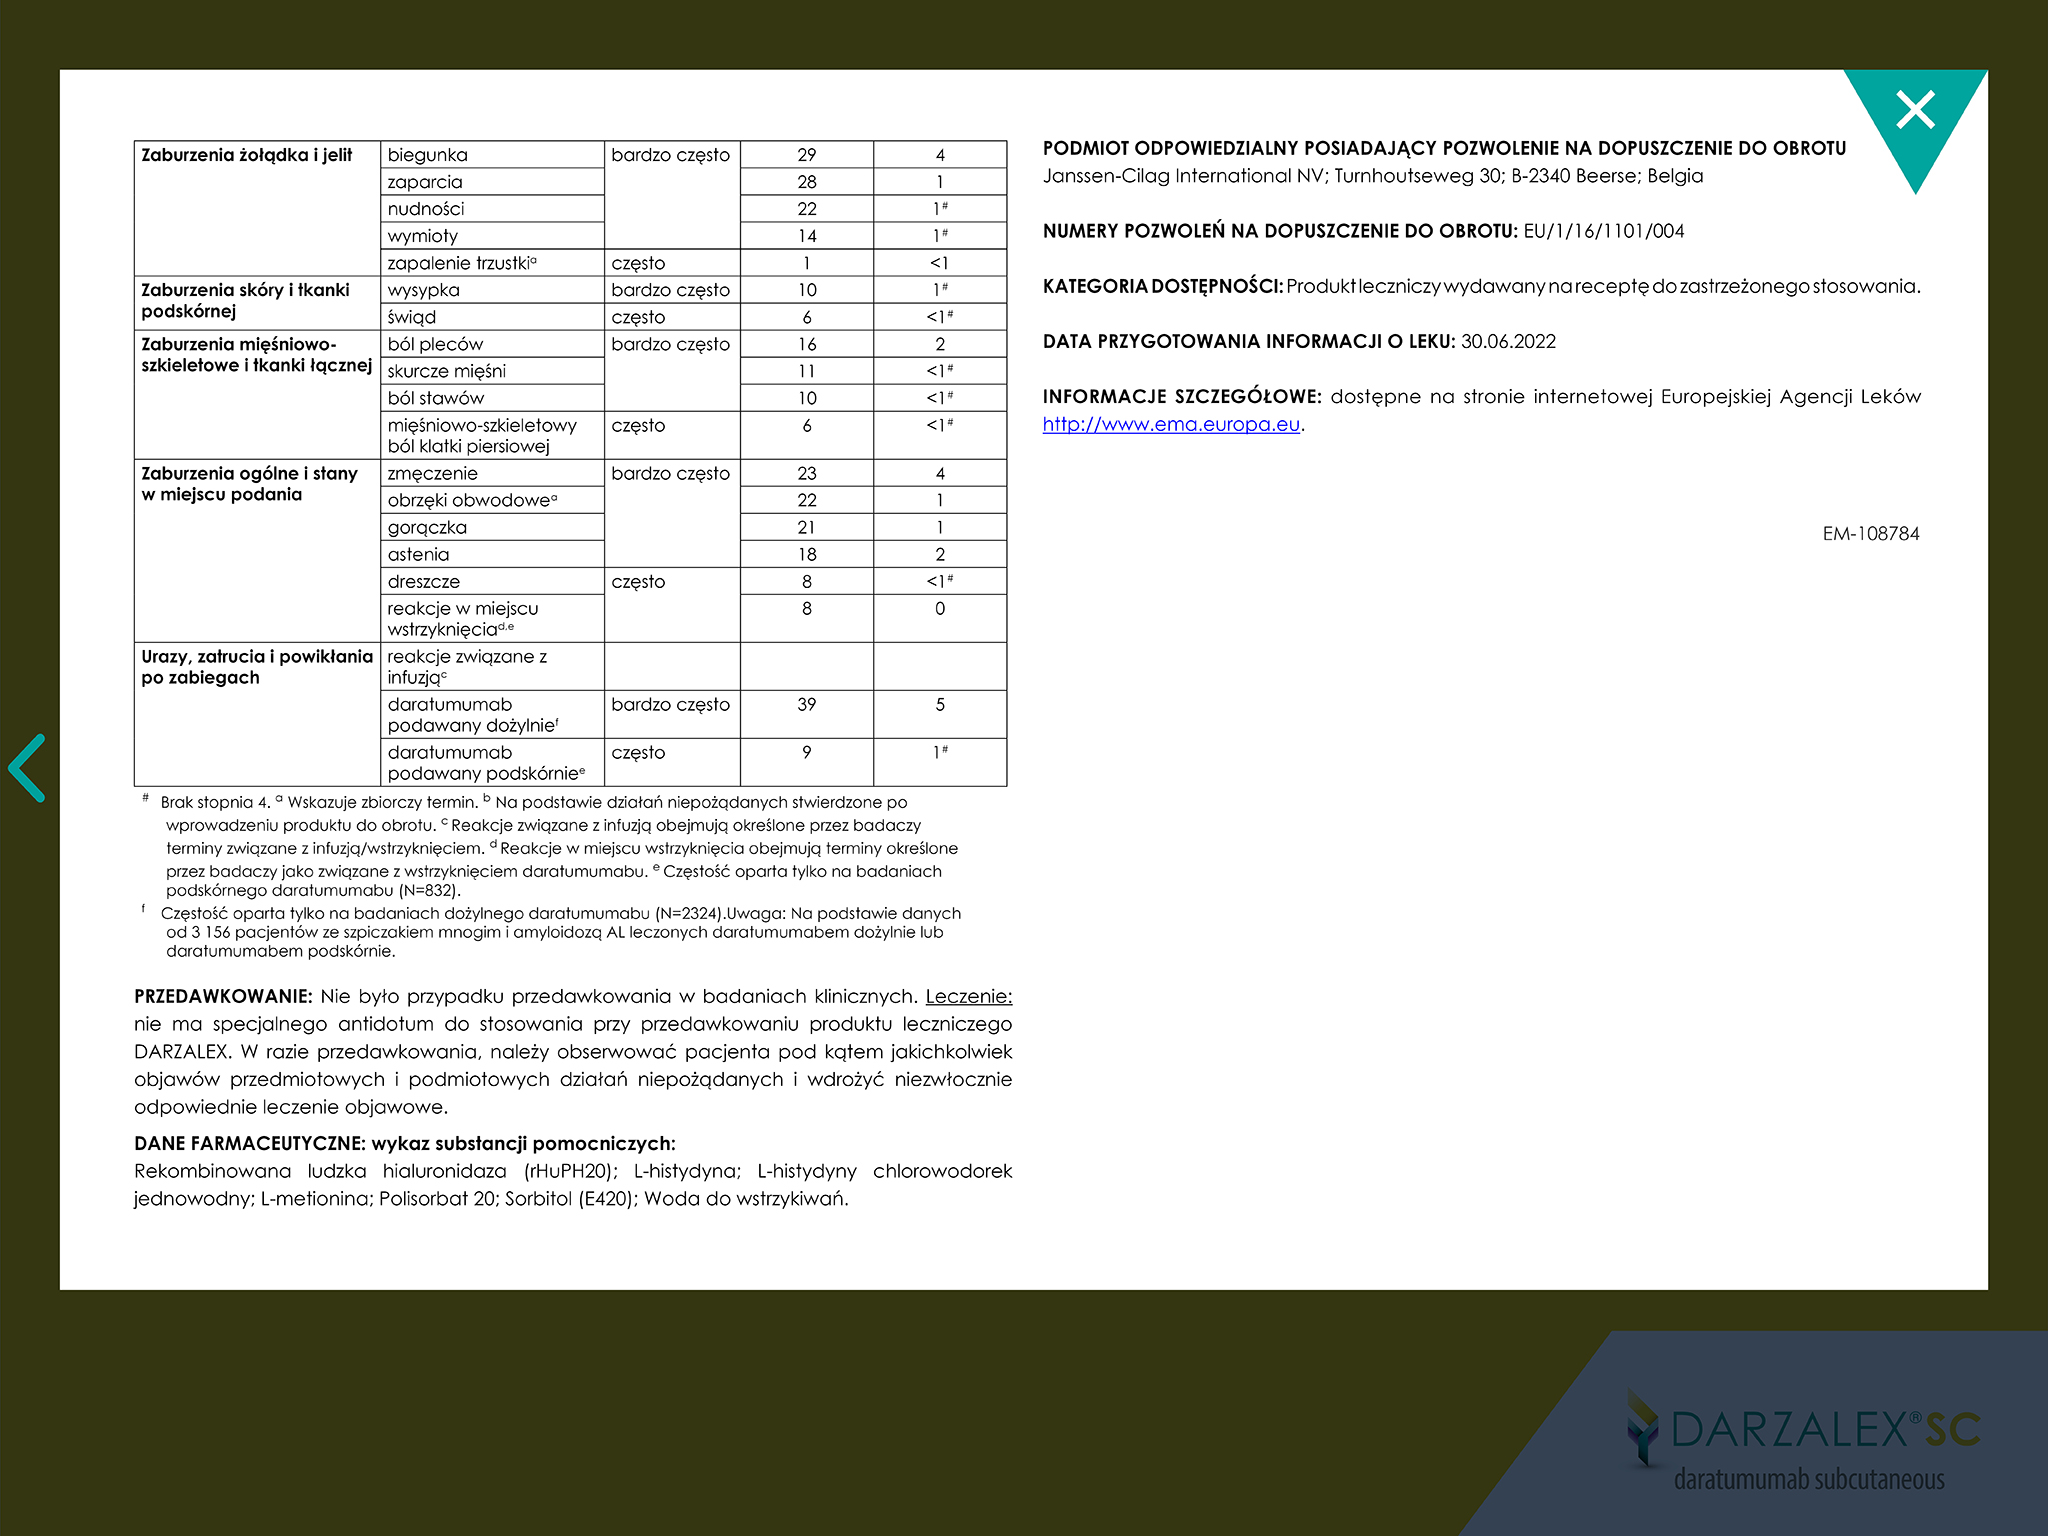 Zaburzenia żołądka i jelit biegunka bardzo często 29 4
zaparcia 28 1
nudności 22 1#
wymioty 14 1#
zapalenie trzustkiᵃ często 1 <1
Zaburzenia skóry i tkanki podskórnej wysypka bardzo często 10 1#
świąd często 6 <1#
Zaburzenia mięśniowo-szkieletowe i tkanki łącznej ból pleców bardzo często 16 2
skurcze mięśni 11 <1#
ból stawów 10 <1#
mięśniowo-szkieletowy ból klatki piersiowej często 6 <1#
Zaburzenia ogólne i stany w miejscu podania zmęczenie bardzo często 23 4
obrzęki obwodoweᵃ 22 1
gorączka 21 1
astenia 18 2
dreszcze często 8 <1#
reakcje w miejscu wstrzyknięciaᵈ·ᵉ 8 0
Urazy, zatrucia i powikłania po zabiegach reakcje związane z infuzjąᶜ
daratumumab podawany dożylnieᶠ bardzo często 39 5
daratumumab podawany podskórnieᵉ często 9 1#
# Brak stopnia 4. ᵃ Wskazuje zbiorczy termin. ᵇ Na podstawie działań niepożądanych stwierdzone po
wprowadzeniu produktu do obrotu. ᶜ Reakcje związane z infuzją obejmują określone przez badaczy
terminy związane z infuzją/wstrzyknięciem. ᵈ Reakcje w miejscu wstrzyknięcia obejmują terminy określone
przez badaczy jako związane z wstrzyknięciem daratumumabu. ᵉ Częstość oparta tylko na badaniach
podskórnego daratumumabu (N=832).
ᶠ Częstość oparta tylko na badaniach dożylnego daratumumabu (N=2324).Uwaga: Na podstawie danych
od 3 156 pacjentów ze szpiczakiem mnogim i amyloidozą AL leczonych daratumumabem dożylnie lub
daratumumabem podskórnie.
PRZEDAWKOWANIE: Nie było przypadku przedawkowania w badaniach klinicznych. Leczenie:
nie ma specjalnego antidotum do stosowania przy przedawkowaniu produktu leczniczego
DARZALEX. W razie przedawkowania, należy obserwować pacjenta pod kątem jakichkolwiek
objawów przedmiotowych i podmiotowych działań niepożądanych i wdrożyć niezwłocznie
odpowiednie leczenie objawowe.
DANE FARMACEUTYCZNE: wykaz substancji pomocniczych:
Rekombinowana ludzka hialuronidaza (rHuPH20); L-histydyna; L-histydyny chlorowodorek
jednowodny; L-metionina; Polisorbat 20; Sorbitol (E420); Woda do wstrzykiwań.
PODMIOT ODPOWIEDZIALNY POSIADAJĄCY POZWOLENIE NA DOPUSZCZENIE DO OBROTU
Janssen-Cilag International NV; Turnhoutseweg 30; B-2340 Beerse; Belgia
NUMERY POZWOLEŃ NA DOPUSZCZENIE DO OBROTU: EU/1/16/1101/004
KATEGORIA DOSTĘPNOŚCI: Produkt leczniczy wydawany na receptę do zastrzeżonego stosowania.
DATA PRZYGOTOWANIA INFORMACJI O LEKU: 30.06.2022
INFORMACJE SZCZEGÓŁOWE: dostępne na stronie internetowej Europejskiej Agencji Leków
http://www.ema.europa.eu.
EM-108784
DARZALEX® SC
daratumumab subcutaneous